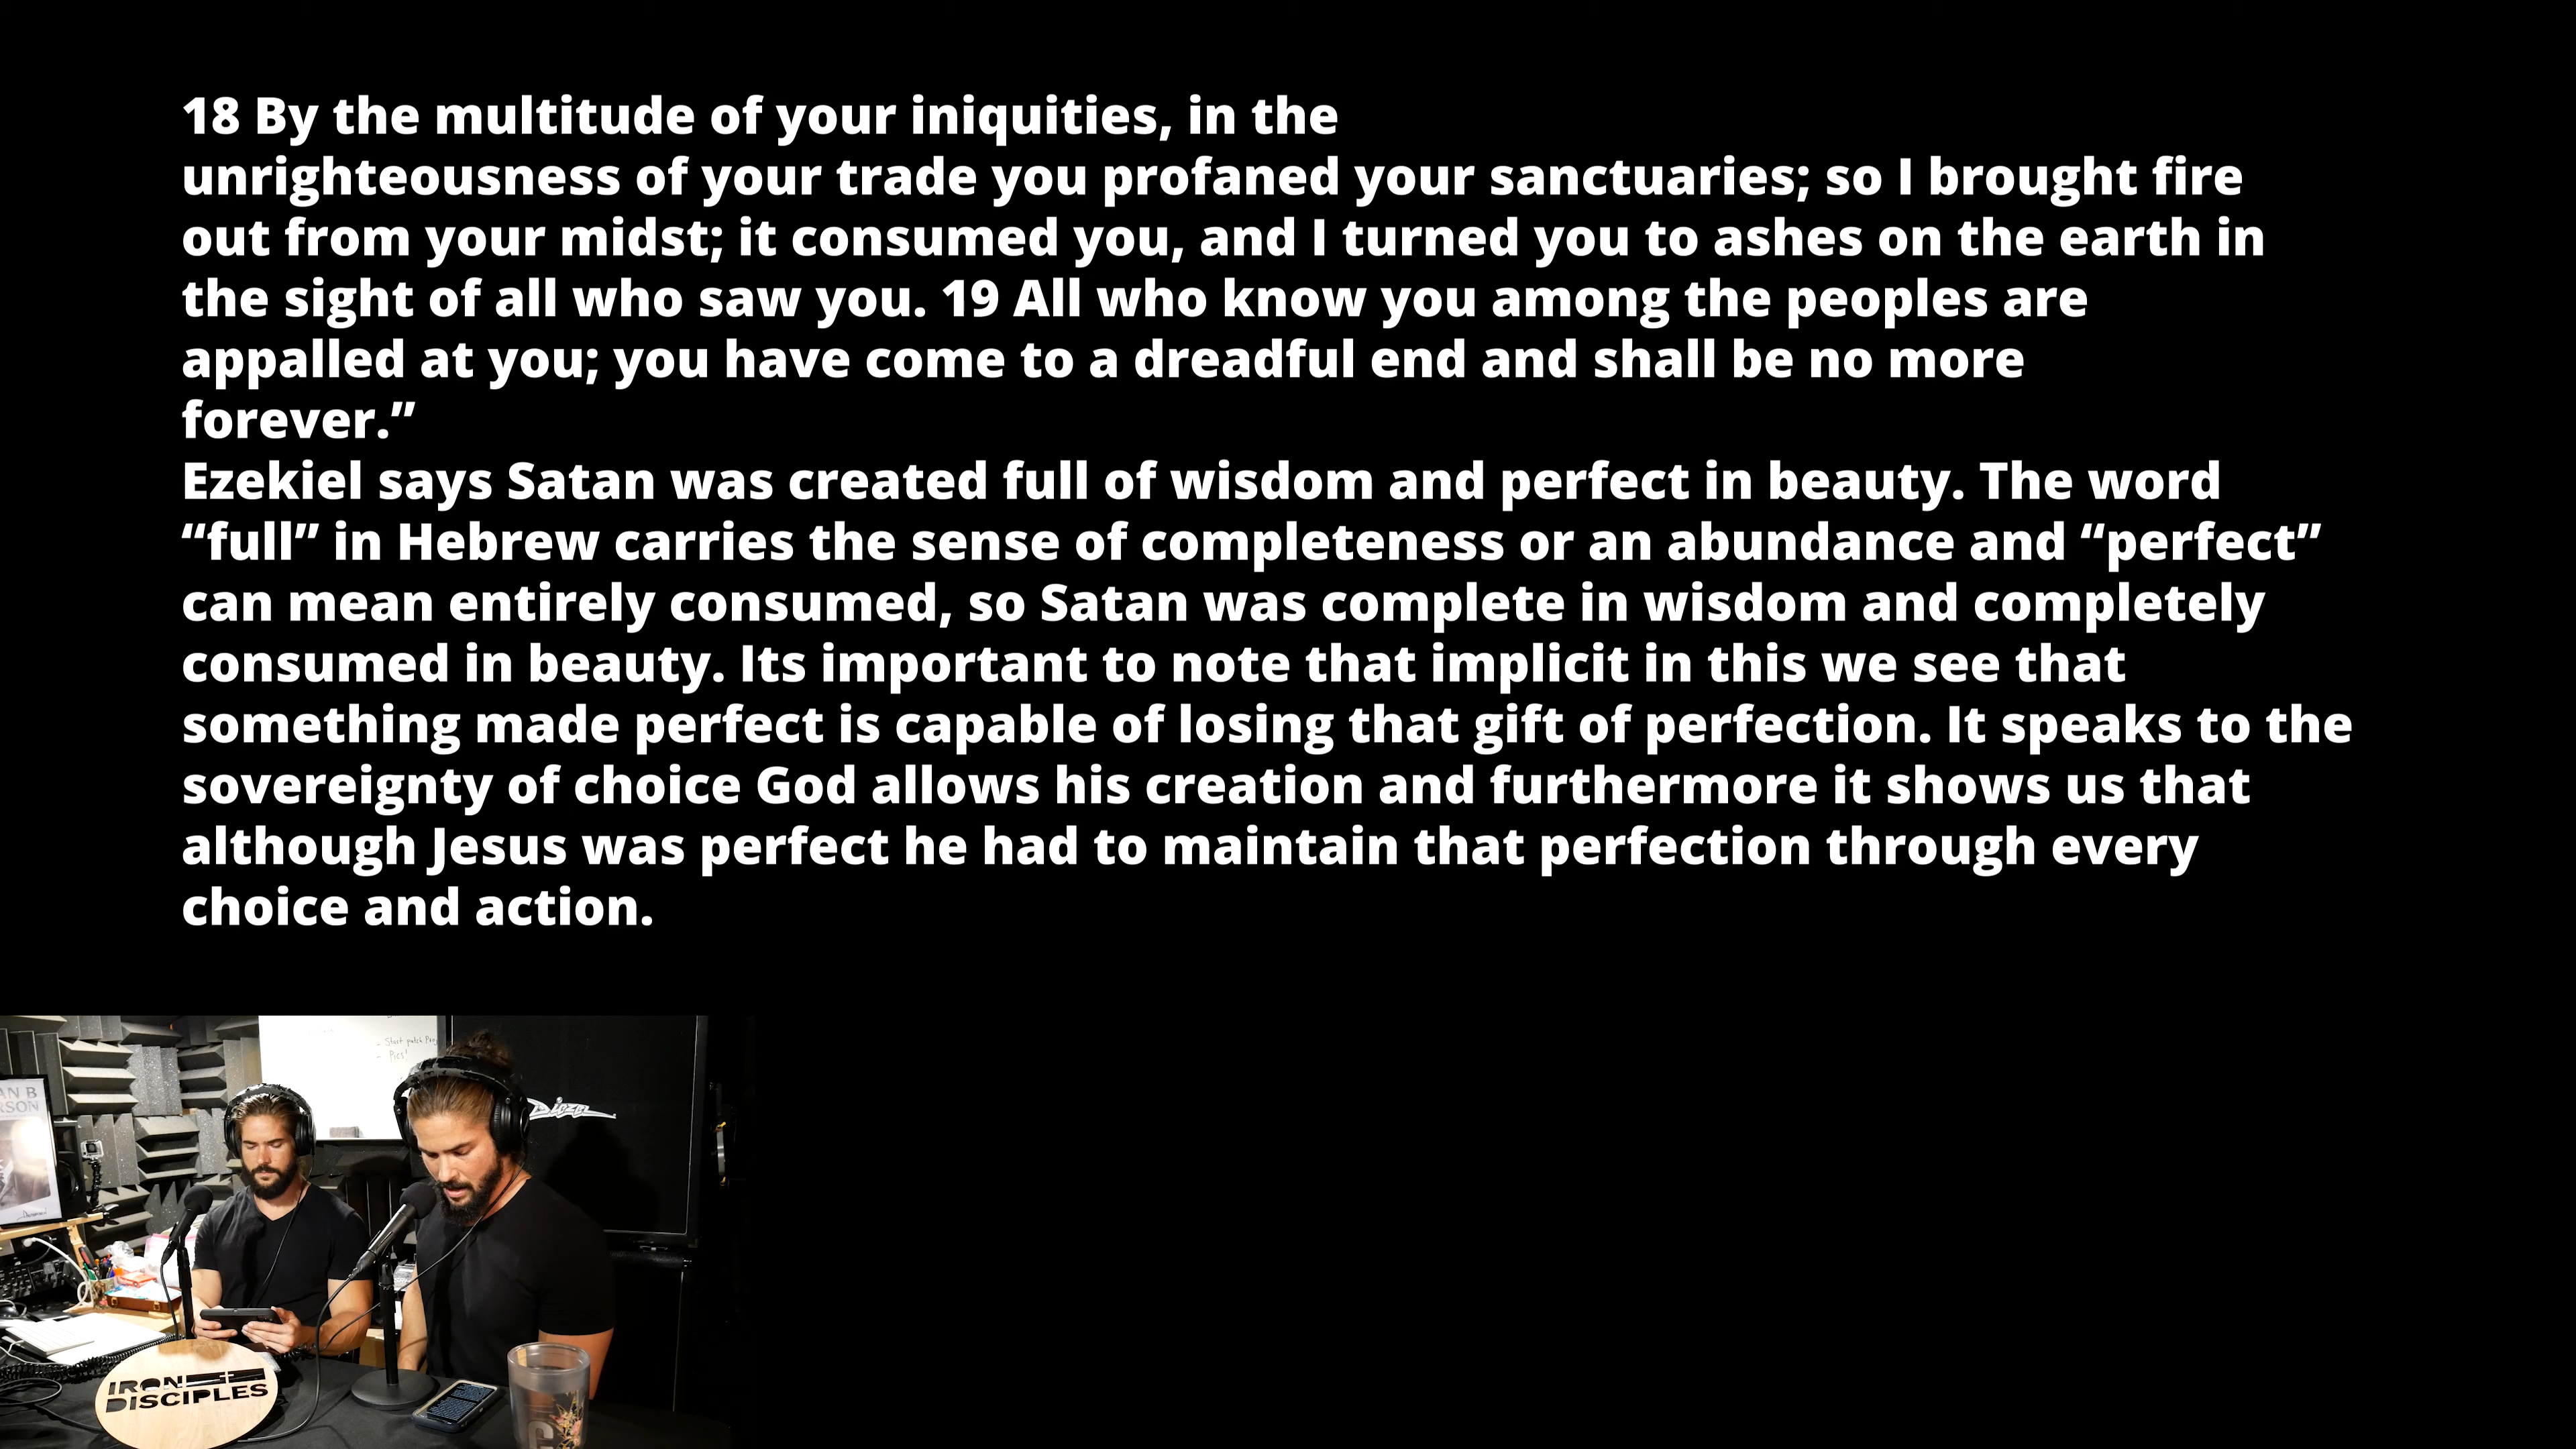 18 By the multitude of your iniquities, in the
unrighteousness of your trade you profaned your sanctuaries; so I brought fire
out from your midst; it consumed you, and I turned you to ashes on the earth in
the sight of all who saw you. 19 All who know you among the peoples are
appalled at you; you have come to a dreadful end and shall be no more
forever.”
Ezekiel says Satan was created full of wisdom and perfect in beauty. The word
“full” in Hebrew carries the sense of completeness or an abundance and “perfect”
can mean entirely consumed, so Satan was complete in wisdom and completely
consumed in beauty. Its important to note that implicit in this we see that
something made perfect is capable of losing that gift of perfection. It speaks to the
sovereignty of choice God allows his creation and furthermore it shows us that
although Jesus was perfect he had to maintain that perfection through every
choice and action.
- Start patch
- Pics!
AN B
RSON
Diezel
IRON
DISCIPLES